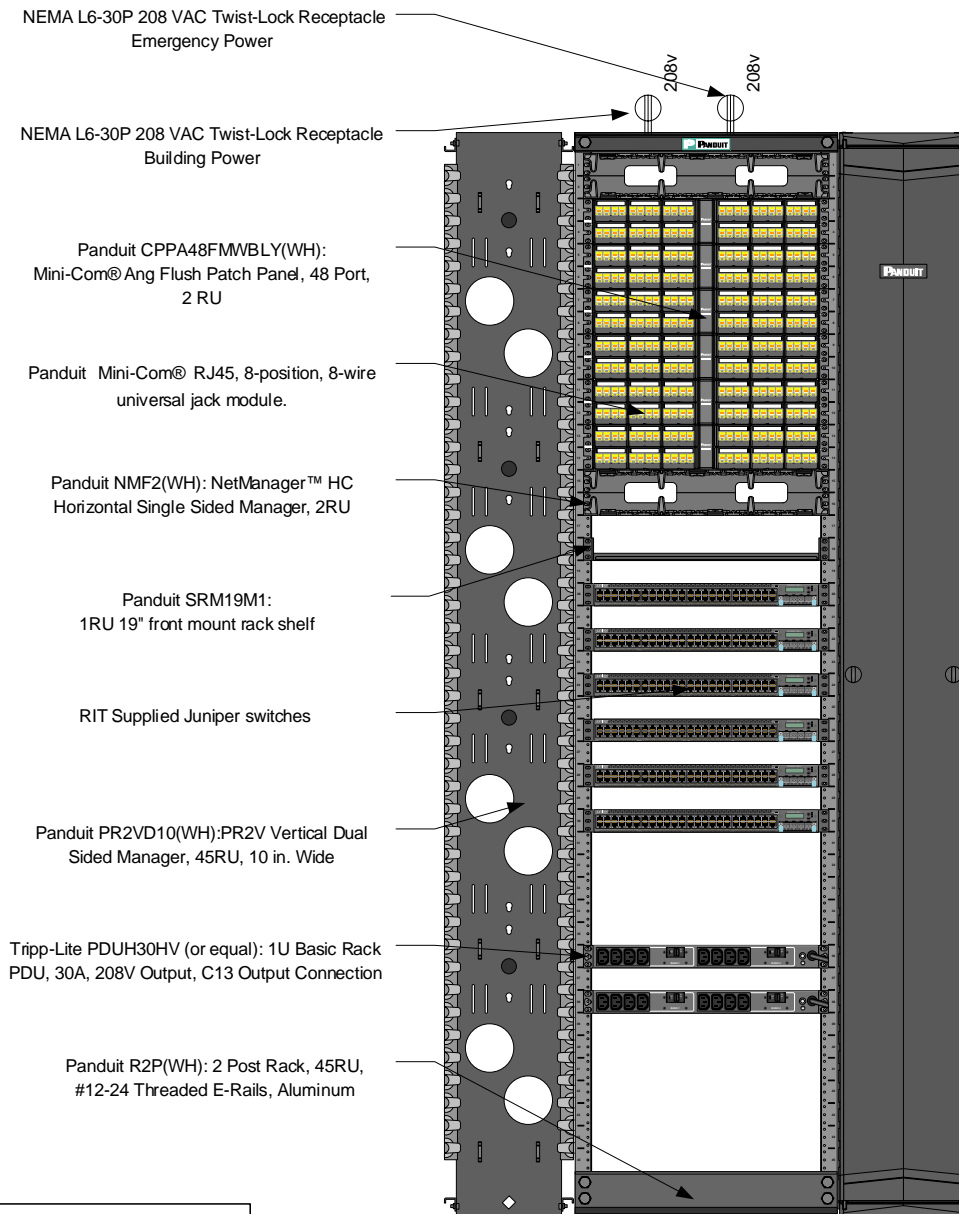 NEMA L6-30P 208 VAC Twist-Lock Receptacle
Emergency Power
208v
208v
NEMA L6-30P 208 VAC Twist-Lock Receptacle
Building Power
PANDUIT
Panduit CPPA48FMWBLY(WH):
Mini-Com® Ang Flush Patch Panel, 48 Port,
2 RU
PANDUIT
Panduit Mini-Com® RJ45, 8-position, 8-wire
universal jack module.
Panduit NMF2(WH): NetManager™ HC
Horizontal Single Sided Manager, 2RU
Panduit SRM19M1:
1RU 19" front mount rack shelf
RIT Supplied Juniper switches
Panduit PR2VD10(WH):PR2V Vertical Dual
Sided Manager, 45RU, 10 in. Wide
Tripp-Lite PDUH30HV (or equal): 1U Basic Rack
PDU, 30A, 208V Output, C13 Output Connection
Panduit R2P(WH): 2 Post Rack, 45RU,
#12-24 Threaded E-Rails, Aluminum